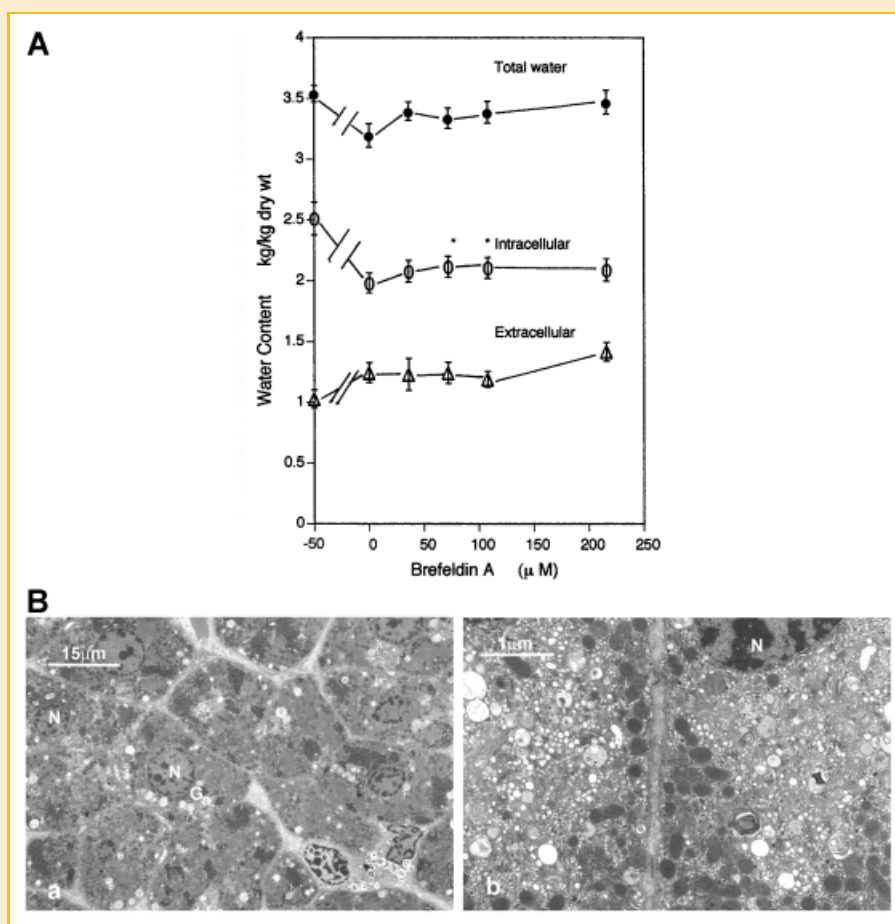 A
4
3.5
3
2.5
2
1.5
1
0.5
0
Water Content kg/kg dry wt
Total water
* * Intracellular
Extracellular
-50 0 50 100 150 200 250
Brefeldin A (μ M)
B
15μm
N
N
G
a
1μm
N
b